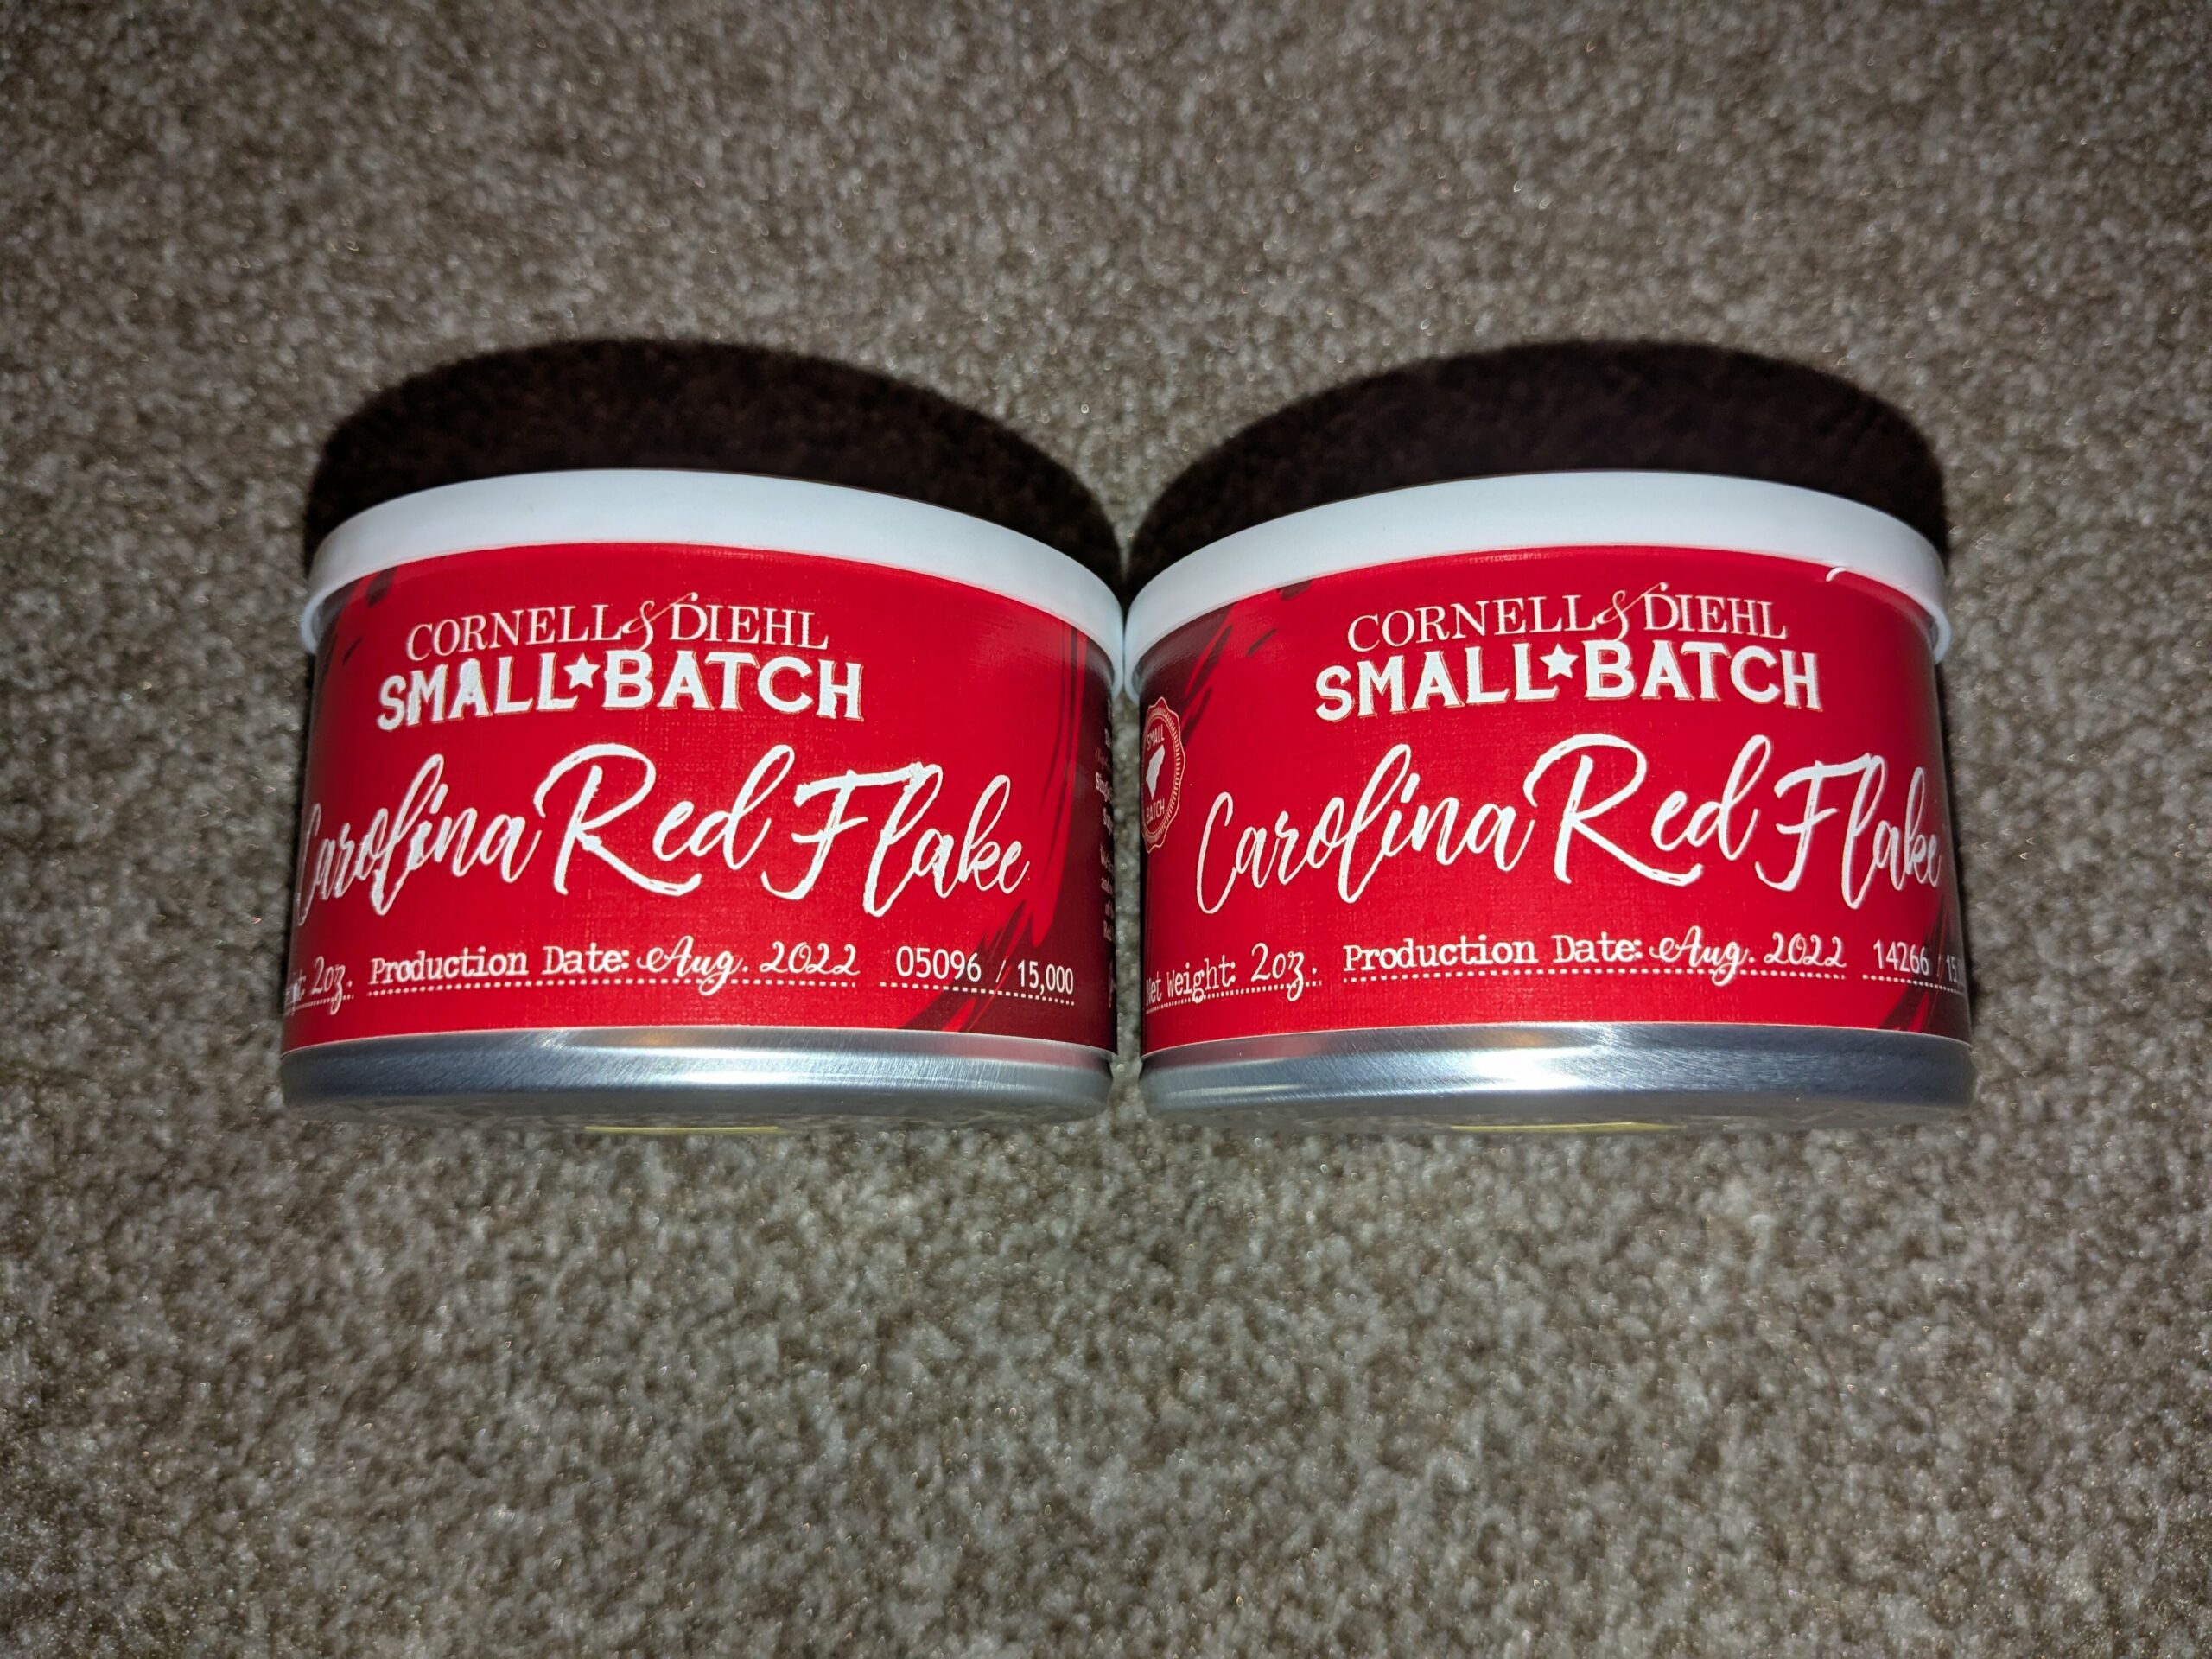 CORNELL & DIEHL
SMALL★BATCH
Carolina Red Flake
2oz. Production Date: Aug. 2022 05096 / 15,000
CORNELL & DIEHL
SMALL★BATCH
SMALL
BATCH
Carolina Red Flake
Net Weight: 2oz. Production Date: Aug. 2022 14266